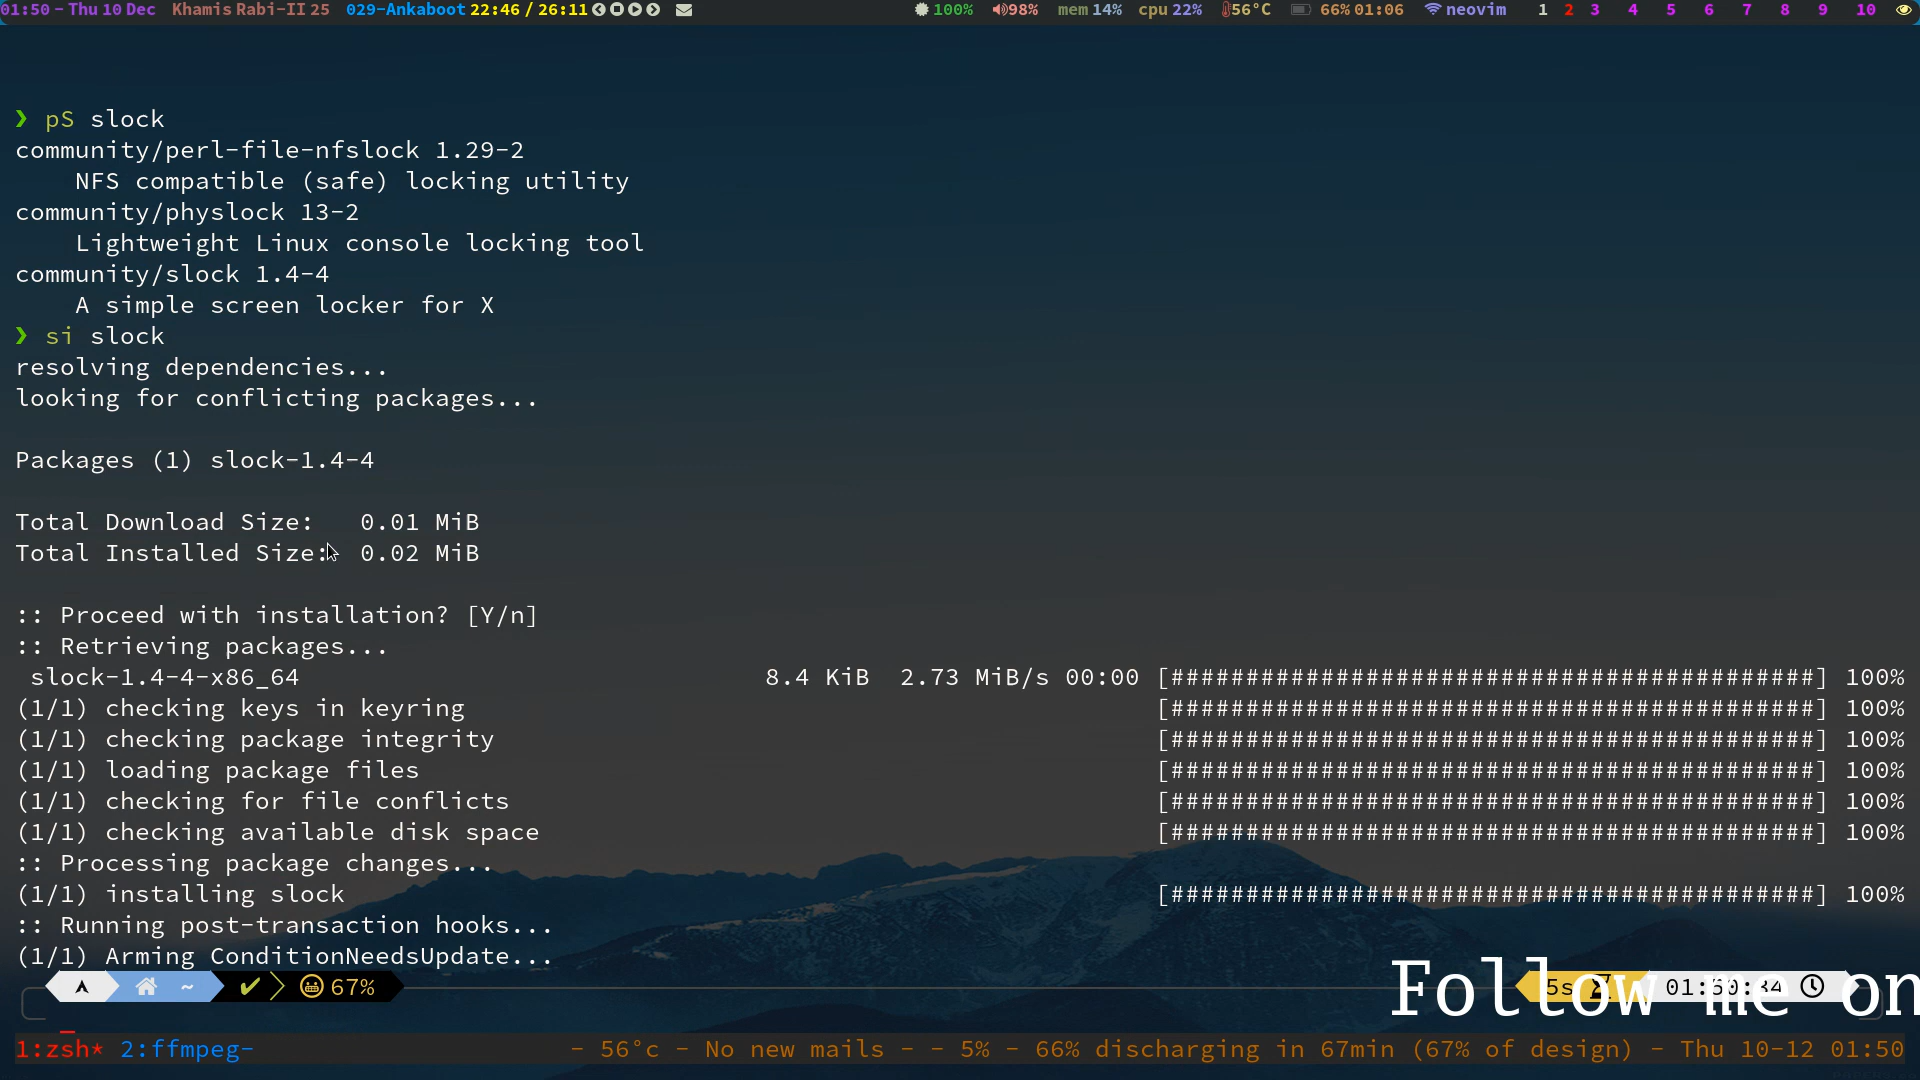 01:50 - Thu 10 Dec Khamis Rabi-II 25 029-Ankaboot 22:46 / 26:11 100% 98% mem 14% cpu 22% 56°C 66% 01:06 neovim 1 2 3 4 5 6 7 8 9 10
❯ pS slock
community/perl-file-nfslock 1.29-2
    NFS compatible (safe) locking utility
community/physlock 13-2
    Lightweight Linux console locking tool
community/slock 1.4-4
    A simple screen locker for X
❯ si slock
resolving dependencies...
looking for conflicting packages...
Packages (1) slock-1.4-4
Total Download Size:   0.01 MiB
Total Installed Size:  0.02 MiB
:: Proceed with installation? [Y/n]
:: Retrieving packages...
 slock-1.4-4-x86_64 8.4 KiB 2.73 MiB/s 00:00 [###########################################] 100%
(1/1) checking keys in keyring [###########################################] 100%
(1/1) checking package integrity [###########################################] 100%
(1/1) loading package files [###########################################] 100%
(1/1) checking for file conflicts [###########################################] 100%
(1/1) checking available disk space [###########################################] 100%
:: Processing package changes...
(1/1) installing slock [###########################################] 100%
:: Running post-transaction hooks...
(1/1) Arming ConditionNeedsUpdate...
~ ✔ 67% 5s 01:50:34
Follow me on
1:zsh* 2:ffmpeg- - 56°c - No new mails - - 5% - 66% discharging in 67min (67% of design) - Thu 10-12 01:50